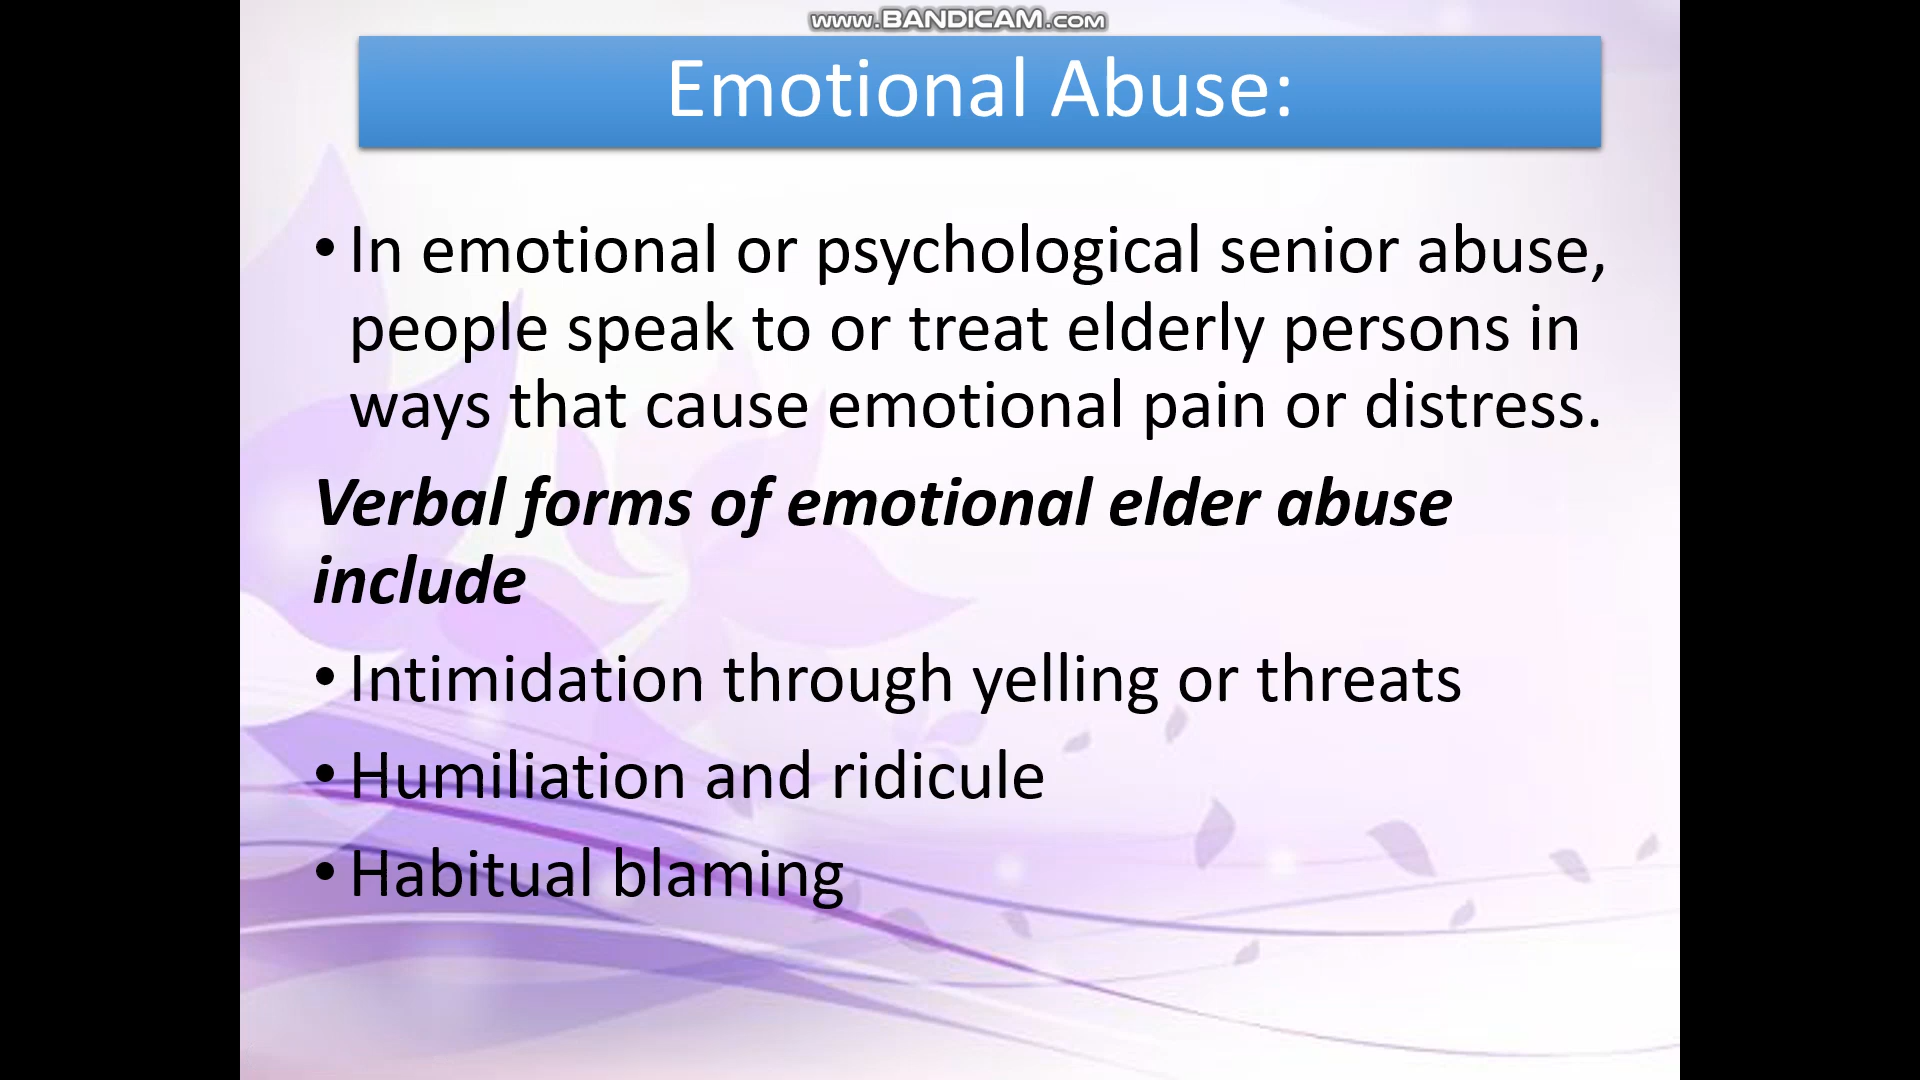 www.BANDICAM.com
Emotional Abuse:
• In emotional or psychological senior abuse,
people speak to or treat elderly persons in
ways that cause emotional pain or distress.
Verbal forms of emotional elder abuse
include
• Intimidation through yelling or threats
• Humiliation and ridicule
• Habitual blaming